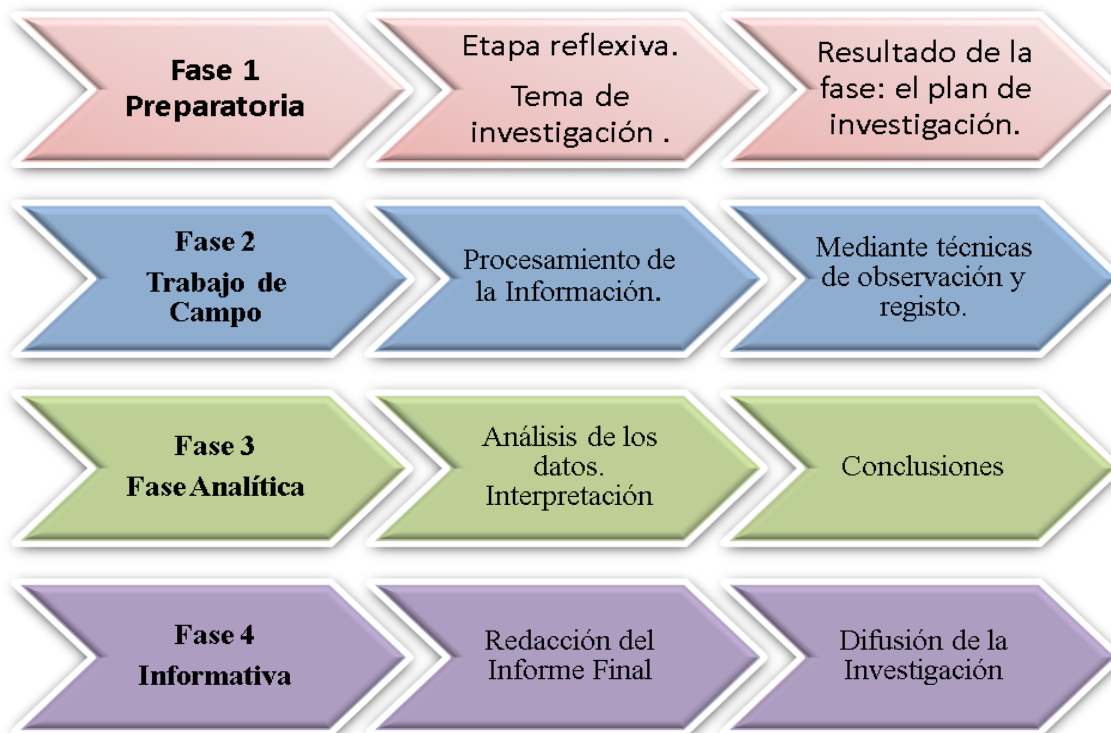 Fase 1
Preparatoria
Etapa reflexiva.
Tema de
investigación .
Resultado de la
fase: el plan de
investigación.
Fase 2
Trabajo de
Campo
Procesamiento de
la Información.
Mediante técnicas
de observación y
registo.
Fase 3
Fase Analítica
Análisis de los
datos.
Interpretación
Conclusiones
Fase 4
Informativa
Redacción del
Informe Final
Difusión de la
Investigación